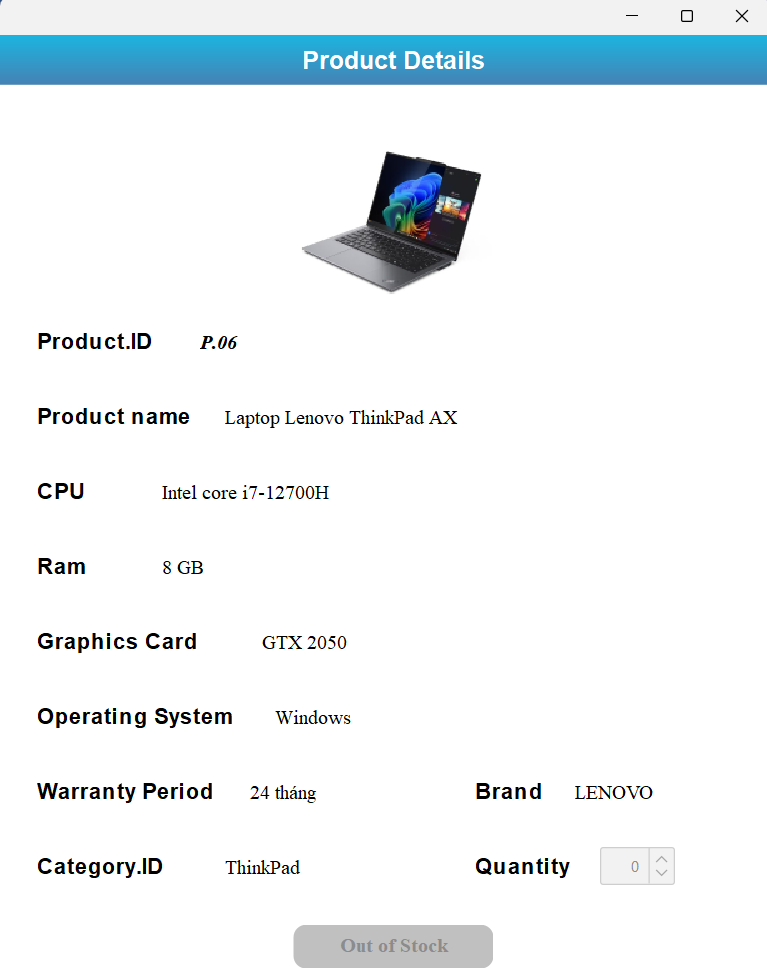 Product Details
Product.ID P.06
Product name Laptop Lenovo ThinkPad AX
CPU Intel core i7-12700H
Ram 8 GB
Graphics Card GTX 2050
Operating System Windows
Warranty Period 24 tháng Brand LENOVO
Category.ID ThinkPad Quantity 0
Out of Stock